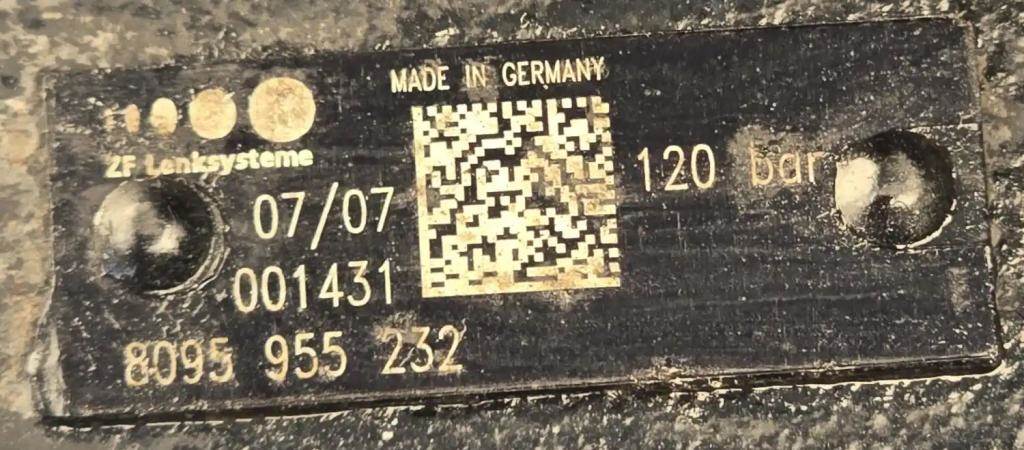 MADE IN GERMANY
ZF Lenksysteme
120 bar
07/07
001431
8095 955 232